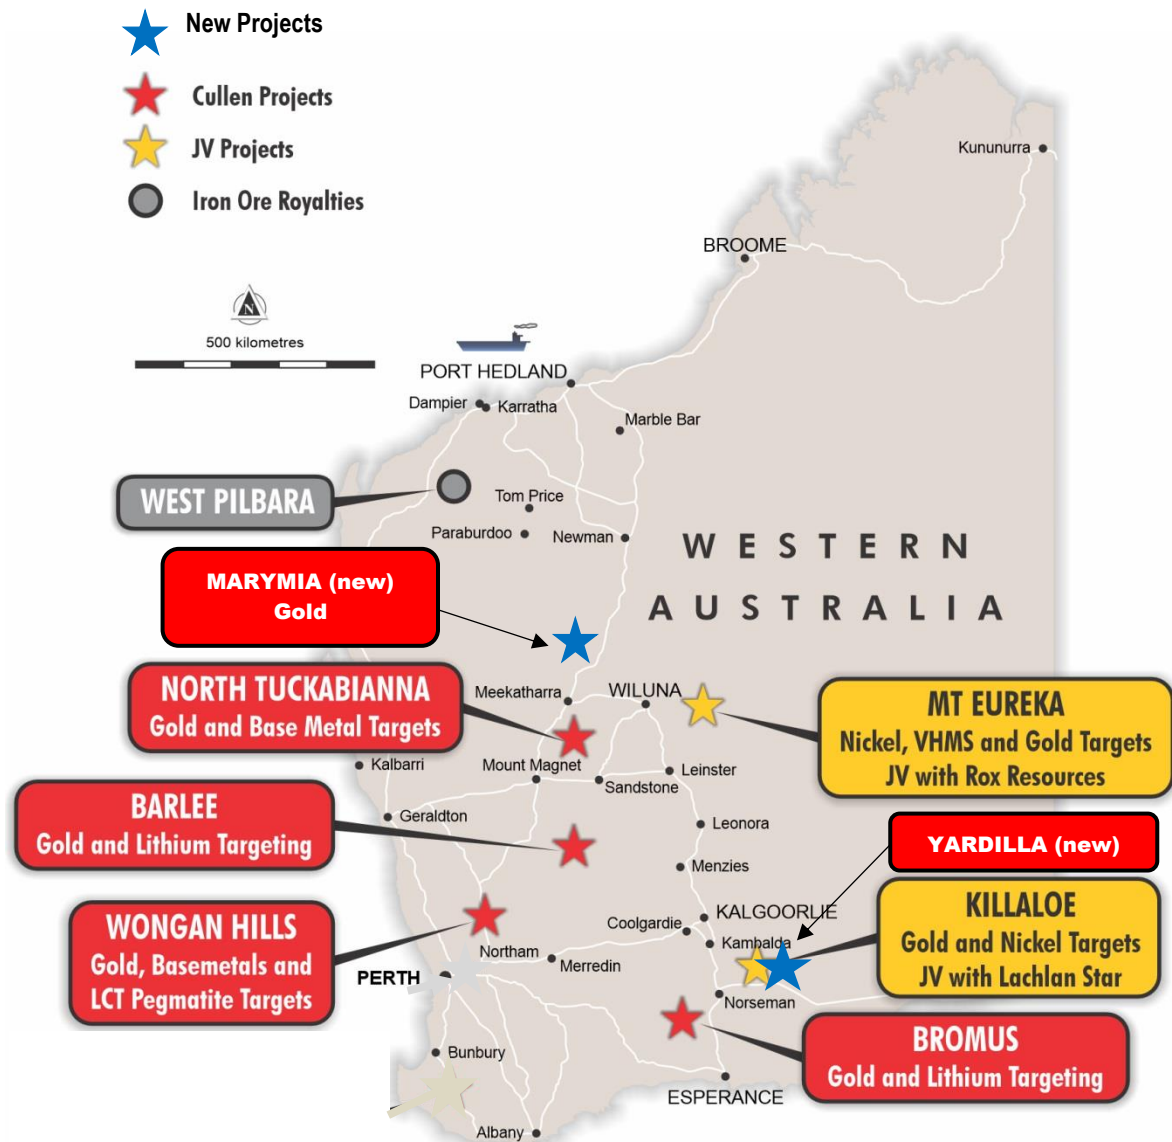 New Projects
Cullen Projects
JV Projects
Iron Ore Royalties
N
500 kilometres
Kununurra
BROOME
PORT HEDLAND
Dampier
Karratha
Marble Bar
WEST PILBARA
Tom Price
Paraburdoo
Newman
WESTERN
AUSTRALIA
MARYMIA (new)
Gold
NORTH TUCKABIANNA
Gold and Base Metal Targets
Meekatharra
WILUNA
MT EUREKA
Nickel, VHMS and Gold Targets
JV with Rox Resources
Kalbarri
Mount Magnet
Sandstone
Leinster
BARLEE
Gold and Lithium Targeting
Geraldton
Leonora
YARDILLA (new)
Menzies
WONGAN HILLS
Gold, Basemetals and
LCT Pegmatite Targets
KALGOORLIE
Coolgardie
Kambalda
KILLALOE
Gold and Nickel Targets
JV with Lachlan Star
Northam
Merredin
PERTH
Norseman
BROMUS
Gold and Lithium Targeting
Bunbury
ESPERANCE
Albany